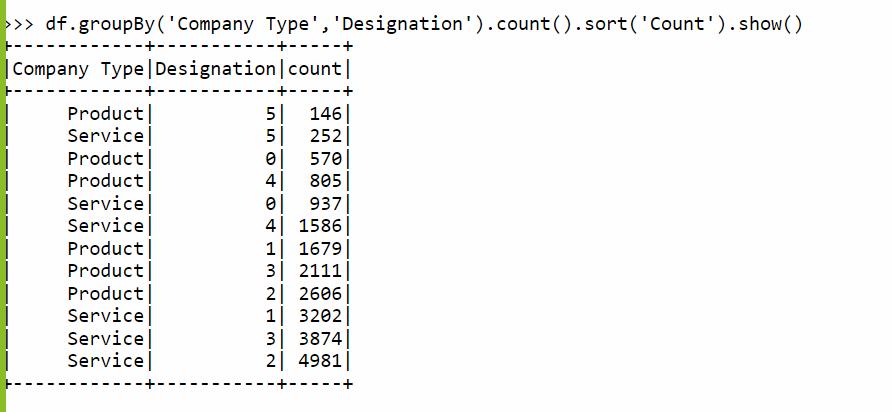 >>> df.groupBy('Company Type','Designation').count().sort('Count').show()
+------------+-----------+-----+
|Company Type|Designation|count|
+------------+-----------+-----+
|     Product|          5|  146|
|     Service|          5|  252|
|     Product|          0|  570|
|     Product|          4|  805|
|     Service|          0|  937|
|     Service|          4| 1586|
|     Product|          1| 1679|
|     Product|          3| 2111|
|     Product|          2| 2606|
|     Service|          1| 3202|
|     Service|          3| 3874|
|     Service|          2| 4981|
+------------+-----------+-----+